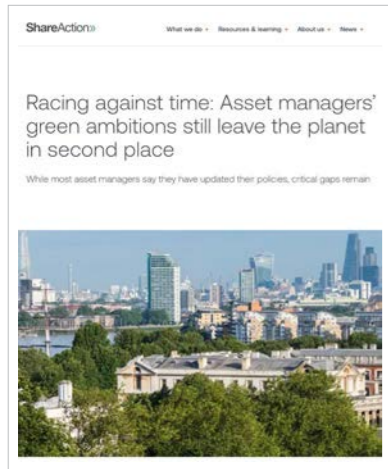 ShareAction»
What we do Resources & learning About us News
Racing against time: Asset managers'
green ambitions still leave the planet
in second place
While most asset managers say they have updated their policies, critical gaps remain